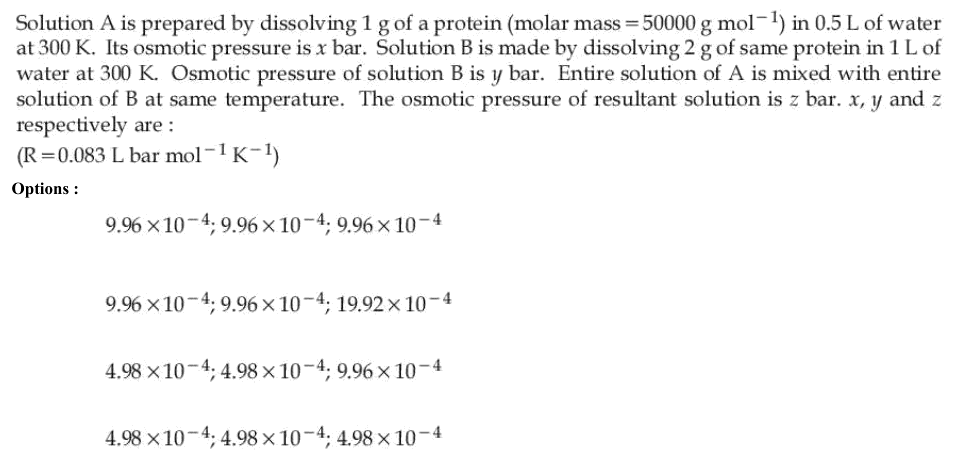 Solution A is prepared by dissolving 1 g of a protein (molar mass = 50000 g mol⁻¹) in 0.5 L of water
at 300 K. Its osmotic pressure is x bar. Solution B is made by dissolving 2 g of same protein in 1 L of
water at 300 K. Osmotic pressure of solution B is y bar. Entire solution of A is mixed with entire
solution of B at same temperature. The osmotic pressure of resultant solution is z bar. x, y and z
respectively are :
(R = 0.083 L bar mol⁻¹ K⁻¹)
Options :
9.96 × 10⁻⁴; 9.96 × 10⁻⁴; 9.96 × 10⁻⁴
9.96 × 10⁻⁴; 9.96 × 10⁻⁴; 19.92 × 10⁻⁴
4.98 × 10⁻⁴; 4.98 × 10⁻⁴; 9.96 × 10⁻⁴
4.98 × 10⁻⁴; 4.98 × 10⁻⁴; 4.98 × 10⁻⁴